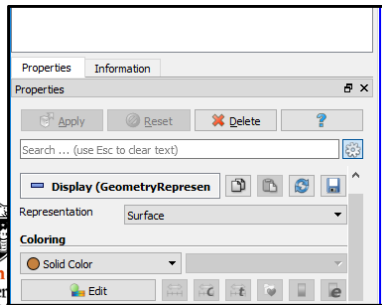 Properties Information
Properties
Apply Reset Delete ?
Search ... (use Esc to clear text)
Display (GeometryRepresen
Representation Surface
Coloring
Solid Color
Edit